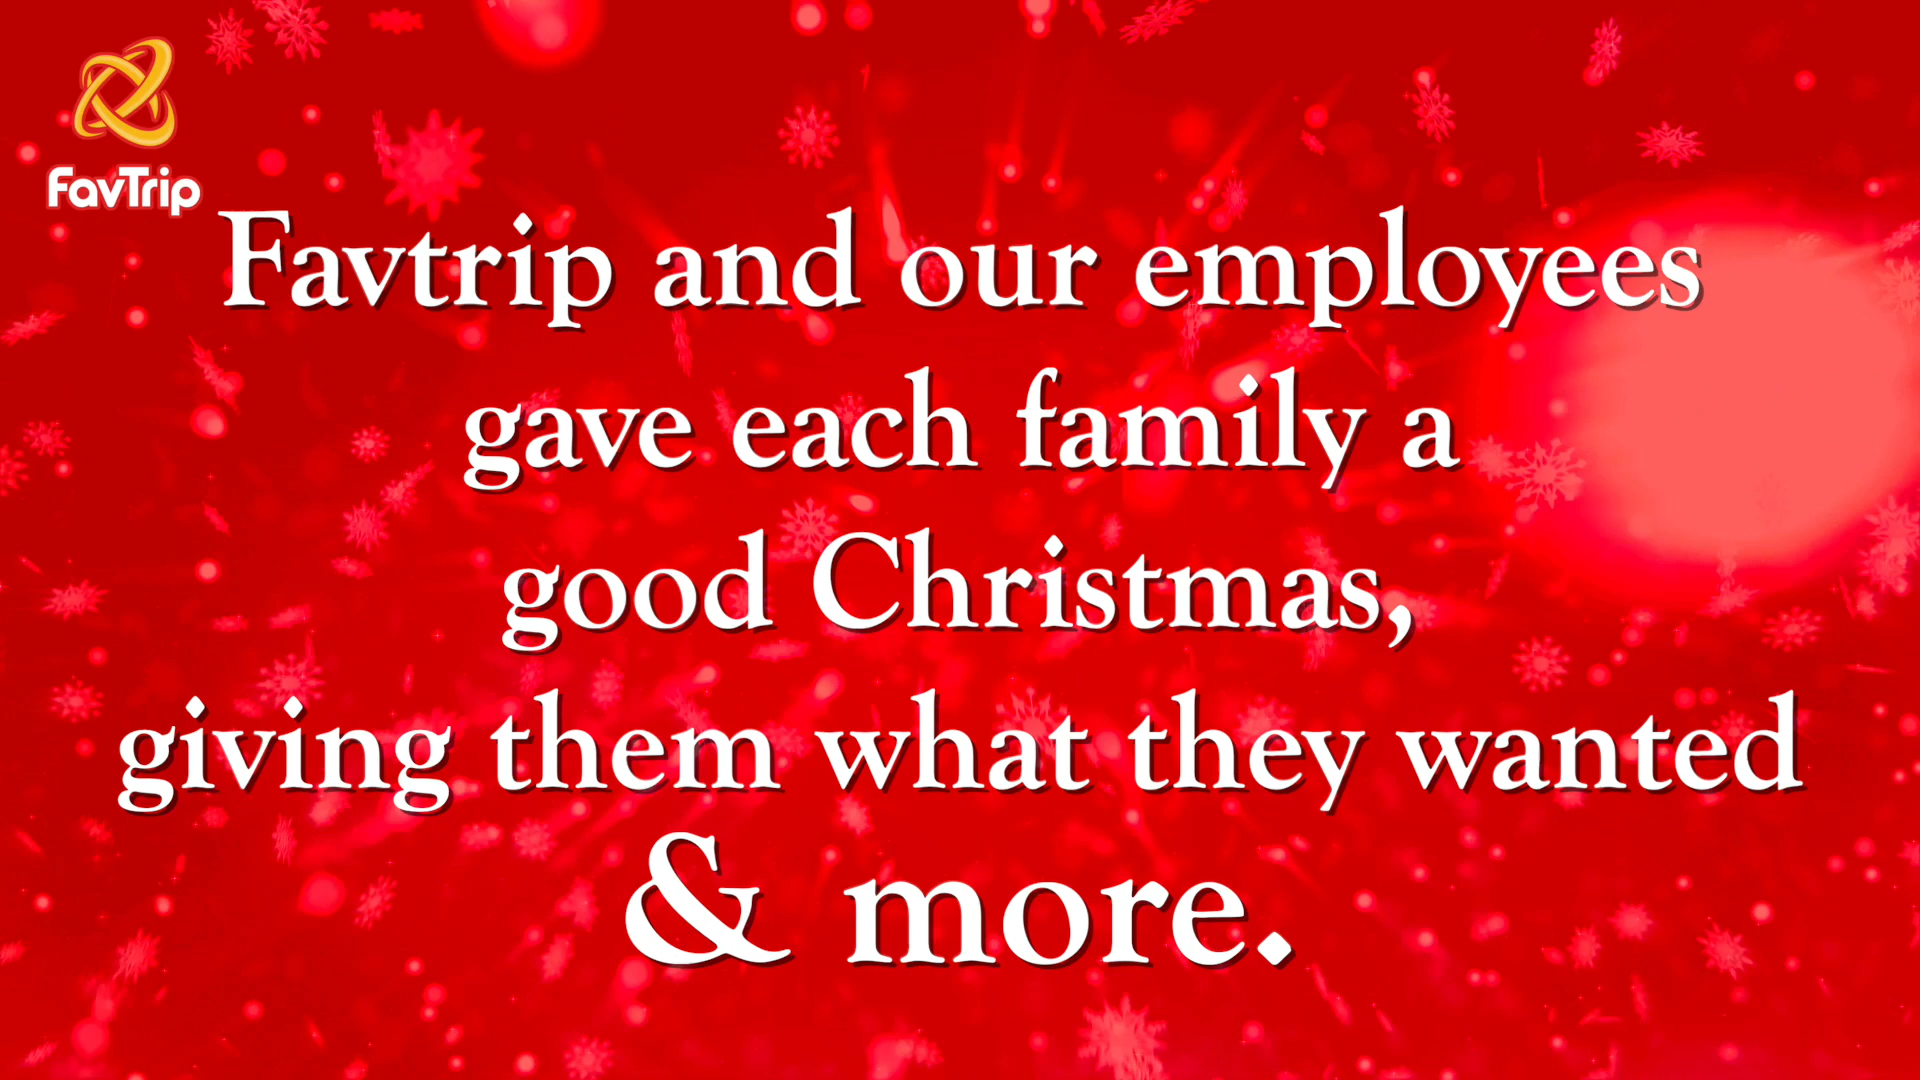 FavTrip
Favtrip and our employees
gave each family a
good Christmas,
giving them what they wanted
& more.